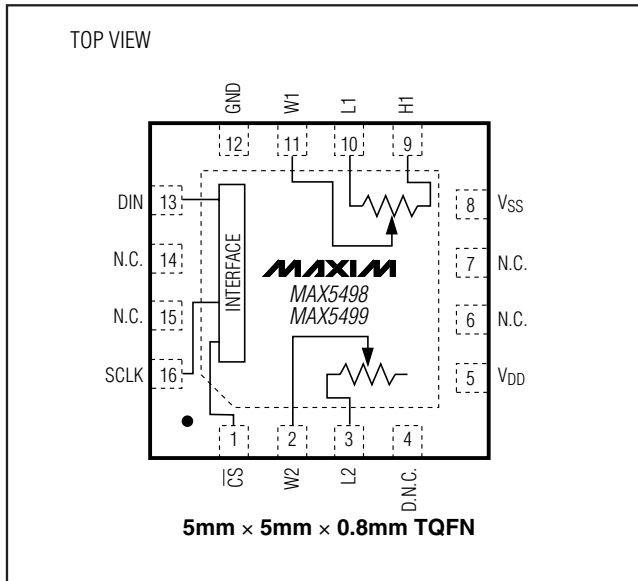 TOP VIEW
GND
W1
L1
H1
12
11
10
9
DIN 13
8 VSS
N.C. 14
7 N.C.
INTERFACE
MAXIM
MAX5498
MAX5499
N.C. 15
6 N.C.
SCLK 16
5 VDD
1
2
3
4
C̅S̅
W2
L2
D.N.C.
5mm × 5mm × 0.8mm TQFN